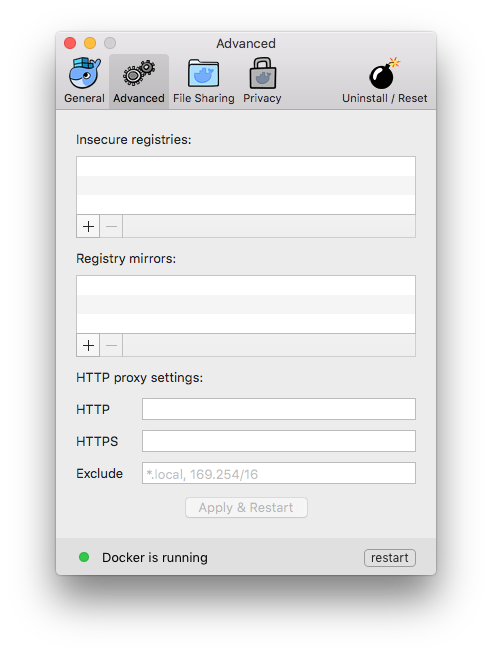 Advanced
General Advanced File Sharing Privacy Uninstall / Reset
Insecure registries:
Registry mirrors:
HTTP proxy settings:
HTTP
HTTPS
Exclude *.local, 169.254/16
Apply & Restart
Docker is running restart